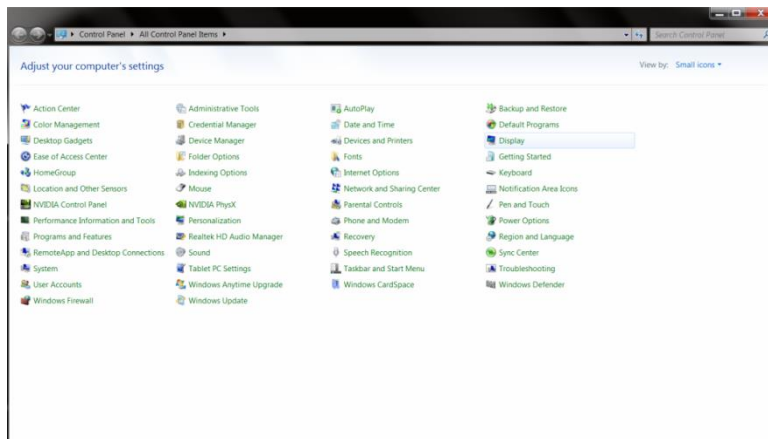 Control Panel ▸ All Control Panel Items ▸ Search Control Panel
Adjust your computer's settings View by: Small icons
Action Center Administrative Tools AutoPlay Backup and Restore
Color Management Credential Manager Date and Time Default Programs
Desktop Gadgets Device Manager Devices and Printers Display
Ease of Access Center Folder Options Fonts Getting Started
HomeGroup Indexing Options Internet Options Keyboard
Location and Other Sensors Mouse Network and Sharing Center Notification Area Icons
NVIDIA Control Panel NVIDIA PhysX Parental Controls Pen and Touch
Performance Information and Tools Personalization Phone and Modem Power Options
Programs and Features Realtek HD Audio Manager Recovery Region and Language
RemoteApp and Desktop Connections Sound Speech Recognition Sync Center
System Tablet PC Settings Taskbar and Start Menu Troubleshooting
User Accounts Windows Anytime Upgrade Windows CardSpace Windows Defender
Windows Firewall Windows Update